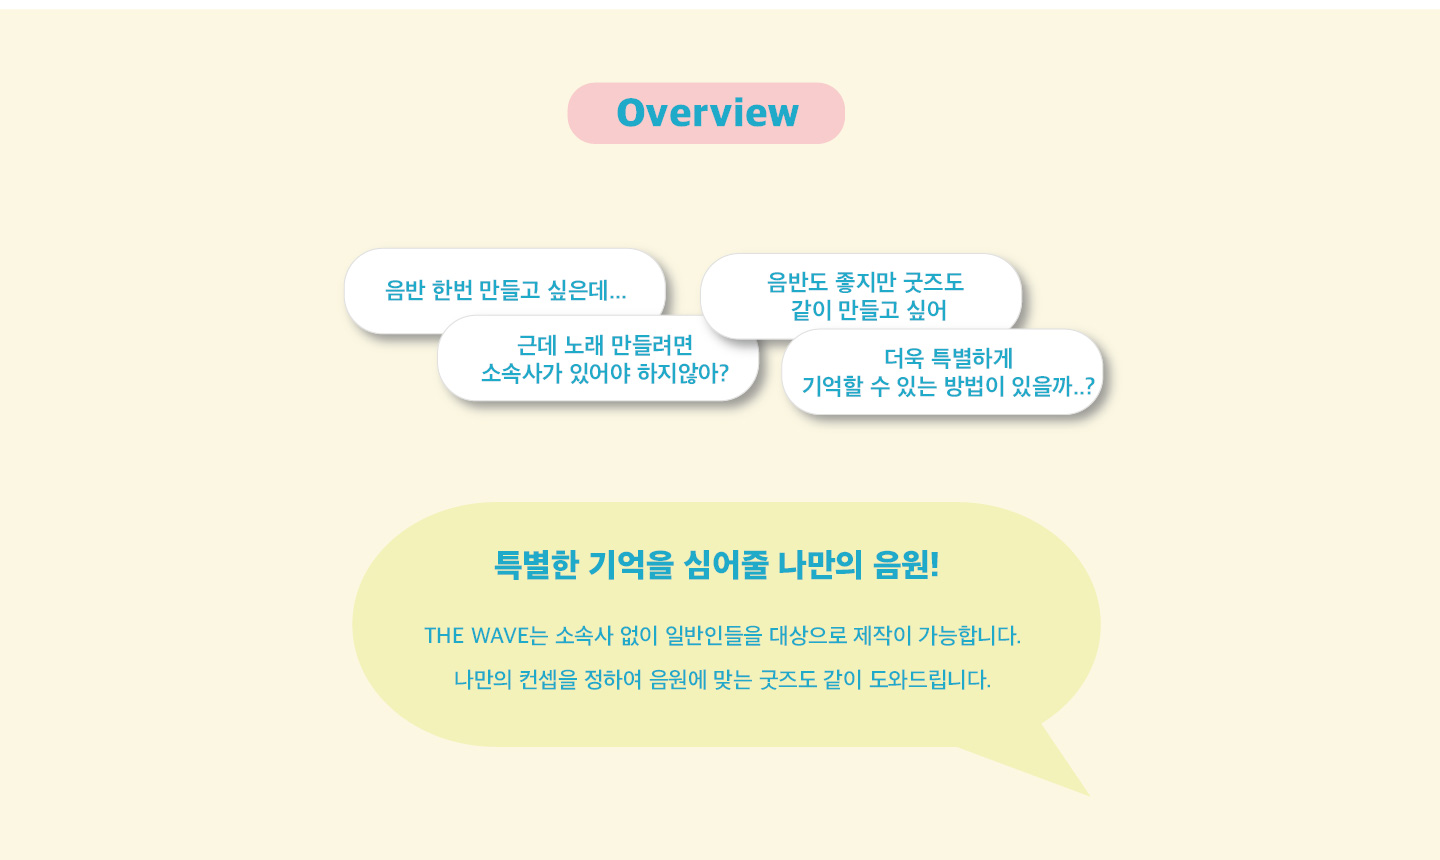 Overview
음반 한번 만들고 싶은데...
근데 노래 만들려면
소속사가 있어야 하지않아?
음반도 좋지만 굿즈도
같이 만들고 싶어
더욱 특별하게
기억할 수 있는 방법이 있을까..?
특별한 기억을 심어줄 나만의 음원!
THE WAVE는 소속사 없이 일반인들을 대상으로 제작이 가능합니다.
나만의 컨셉을 정하여 음원에 맞는 굿즈도 같이 도와드립니다.